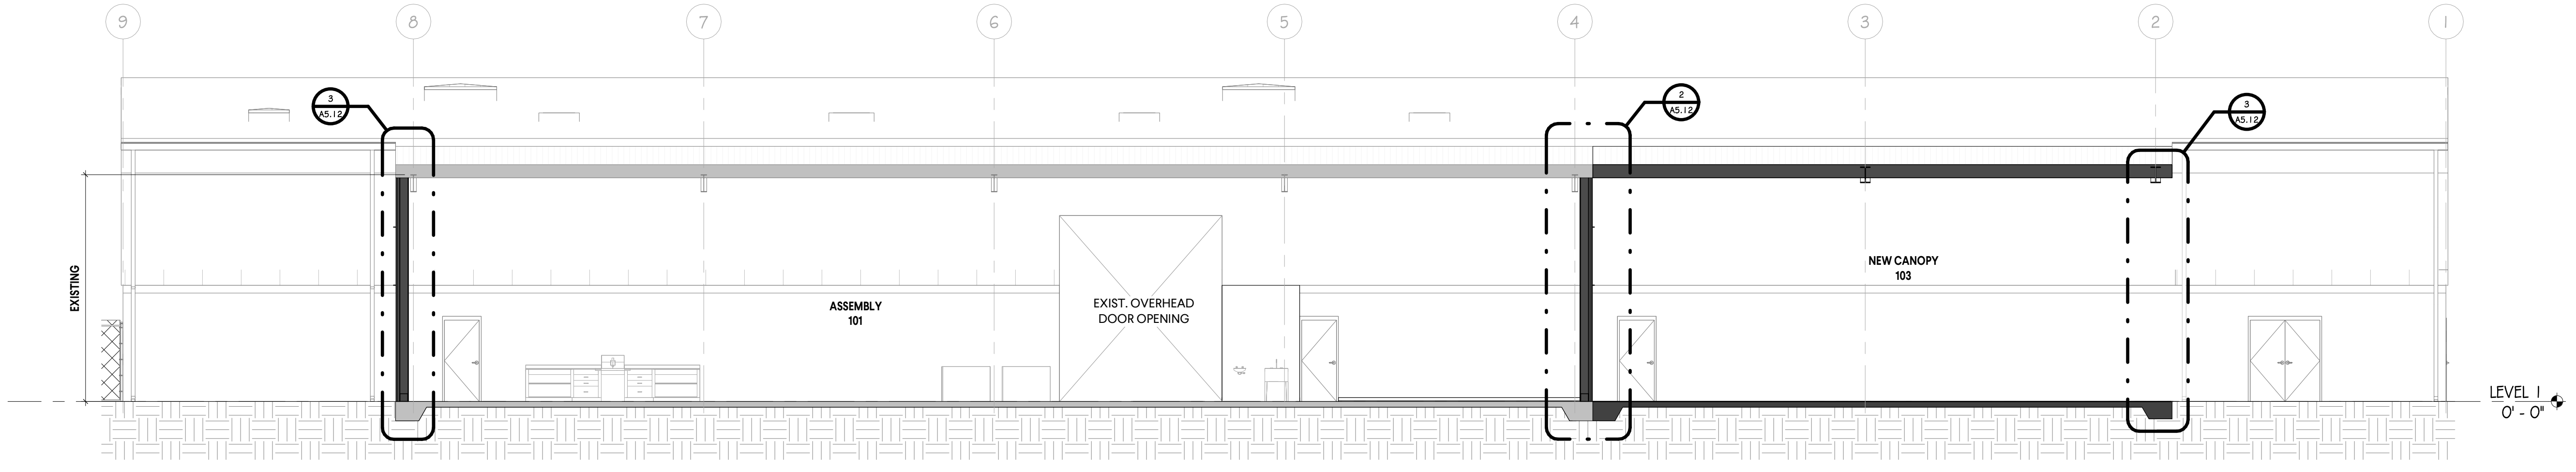 9
8
7
6
5
4
3
2
1
3
A5.12
2
A5.12
3
A5.12
EXISTING
ASSEMBLY
101
EXIST. OVERHEAD
DOOR OPENING
NEW CANOPY
103
LEVEL 1
0' - 0"